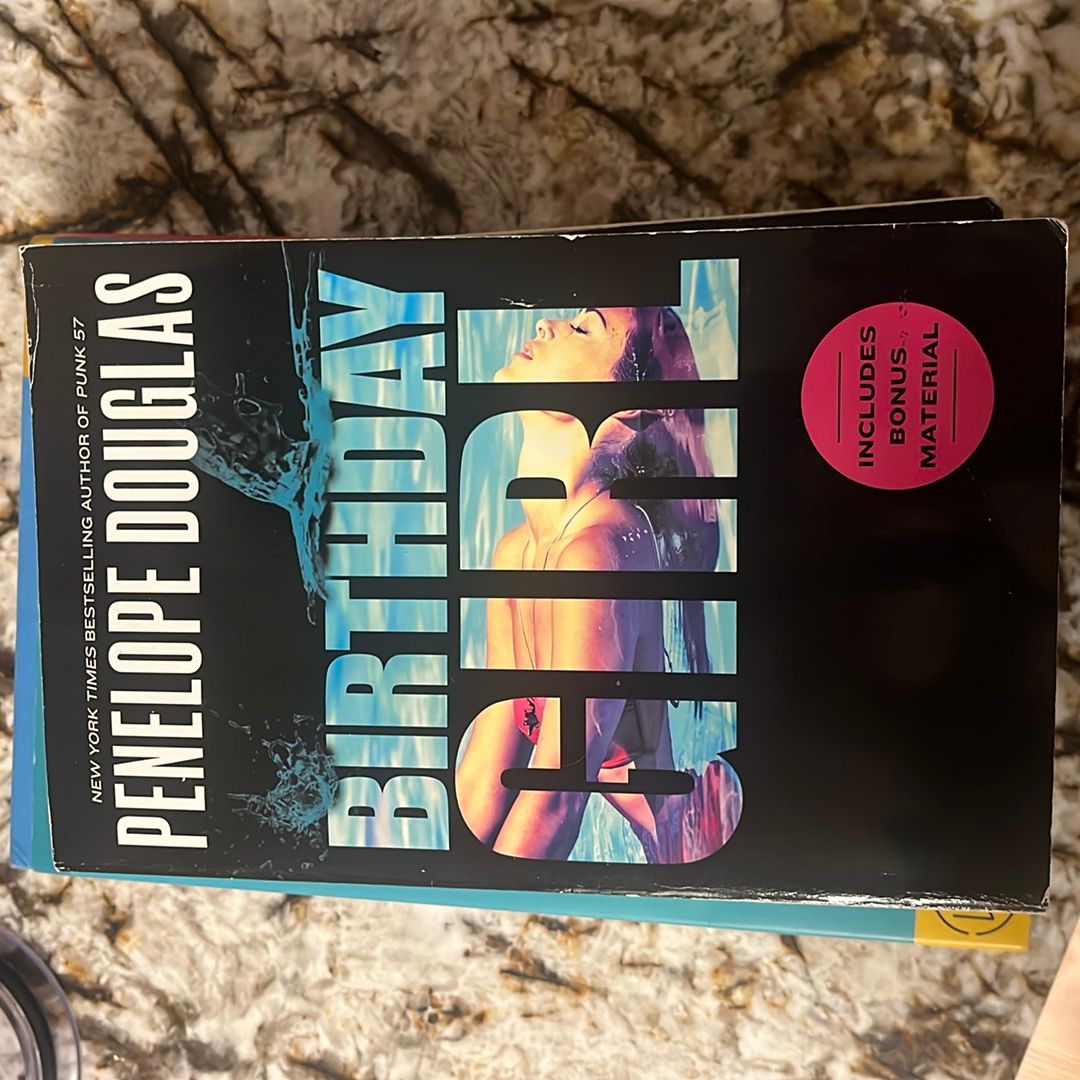 NEW YORK TIMES BESTSELLING AUTHOR OF PUNK 57
PENELOPE DOUGLAS
BIRTHDAY
GIRL
INCLUDES
BONUS
MATERIAL